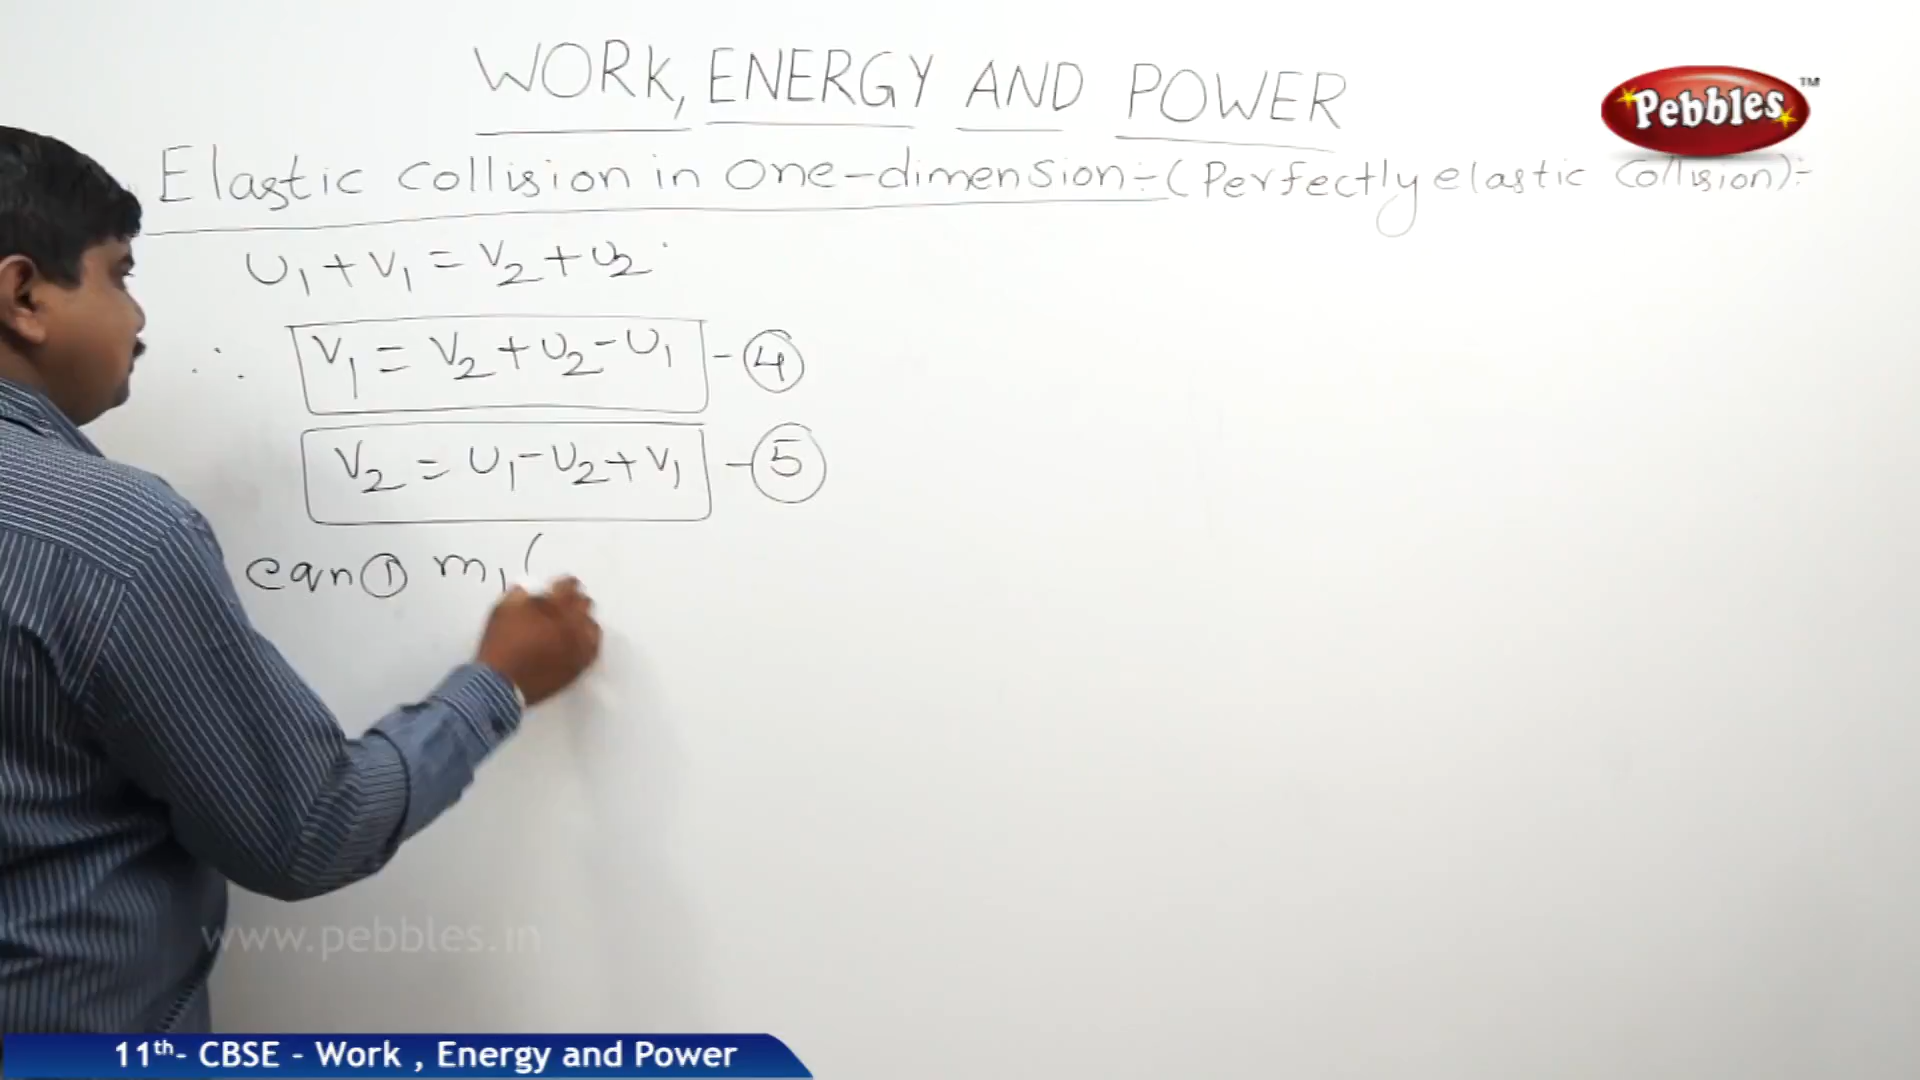 WORK, ENERGY AND POWER
Pebbles™
Elastic Collision in One-dimension:- (Perfectly elastic Collision):-
U₁ + V₁ = V₂ + U₂
∴ V₁ = V₂ + U₂ - U₁ - ④
V₂ = U₁ - U₂ + V₁ - ⑤
eqn ① m₁ (
www.pebbles.in
11th- CBSE - Work , Energy and Power